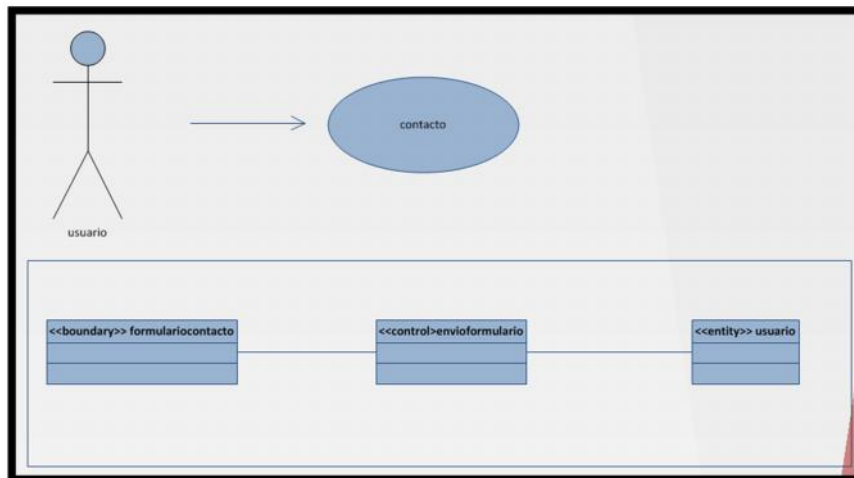 contacto
usuario
<<boundary>> formulariocontacto
<<control>envioformulario
<<entity>> usuario